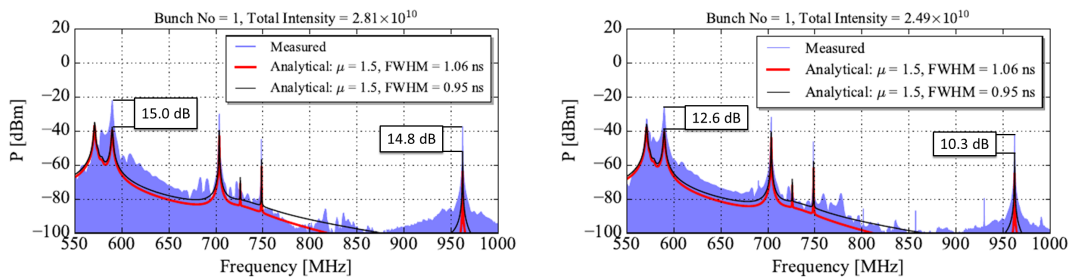 Bunch No = 1, Total Intensity = 2.81×10¹⁰
20
0
−20
−40
−60
−80
−100
P [dBm]
Measured
Analytical: μ = 1.5, FWHM = 1.06 ns
Analytical: μ = 1.5, FWHM = 0.95 ns
15.0 dB
14.8 dB
550 600 650 700 750 800 850 900 950 1000
Frequency [MHz]
Bunch No = 1, Total Intensity = 2.49×10¹⁰
20
0
−20
−40
−60
−80
−100
P [dBm]
Measured
Analytical: μ = 1.5, FWHM = 1.06 ns
Analytical: μ = 1.5, FWHM = 0.95 ns
12.6 dB
10.3 dB
550 600 650 700 750 800 850 900 950 1000
Frequency [MHz]